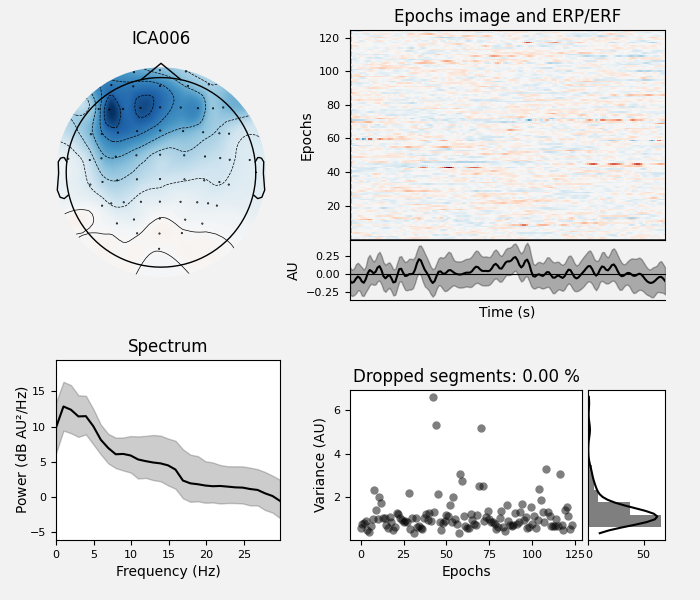 ICA006
Epochs image and ERP/ERF
Epochs
120
100
80
60
40
20
AU
0.25
0.00
−0.25
Time (s)
Spectrum
Power (dB AU²/Hz)
15
10
5
0
−5
0 5 10 15 20 25
Frequency (Hz)
Dropped segments: 0.00 %
Variance (AU)
6
4
2
0 25 50 75 100 125
Epochs
0 50